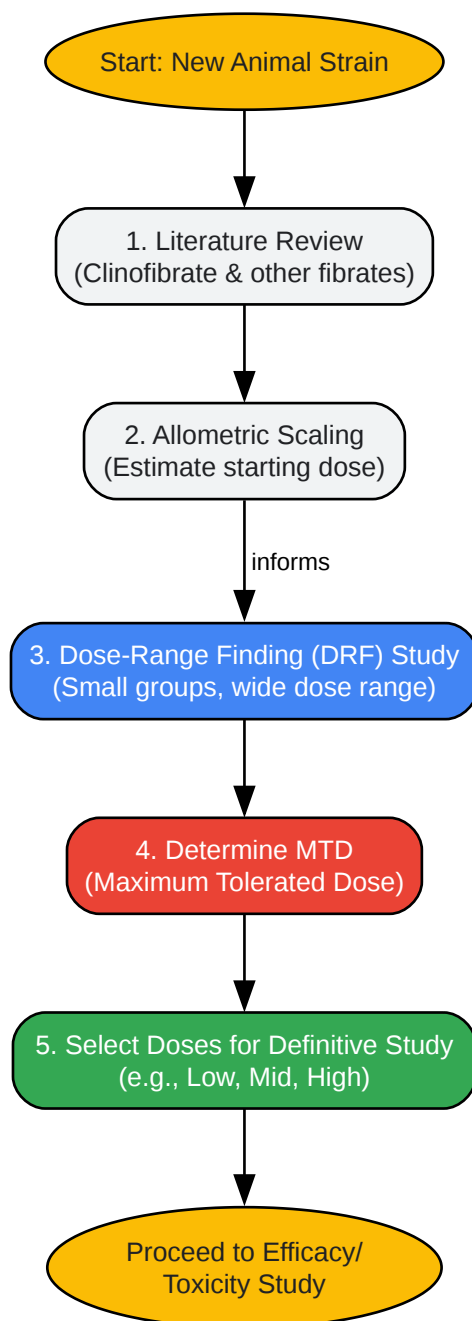 Start: New Animal Strain
1. Literature Review
(Clinofibrate & other fibrates)
2. Allometric Scaling
(Estimate starting dose)
informs
3. Dose-Range Finding (DRF) Study
(Small groups, wide dose range)
4. Determine MTD
(Maximum Tolerated Dose)
5. Select Doses for Definitive Study
(e.g., Low, Mid, High)
Proceed to Efficacy/
Toxicity Study